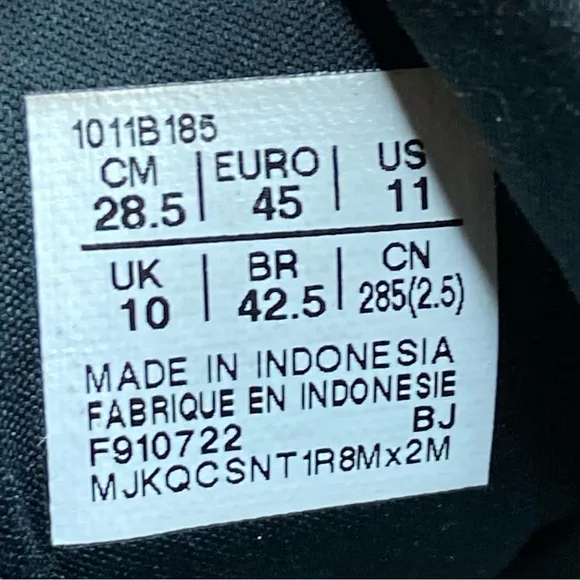 1011B185
CM | EURO | US
28.5 | 45 | 11
UK | BR | CN
10 | 42.5 | 285(2.5)
MADE IN INDONESIA
FABRIQUE EN INDONESIE
F910722 BJ
MJKQCSNT1R8Mx2M